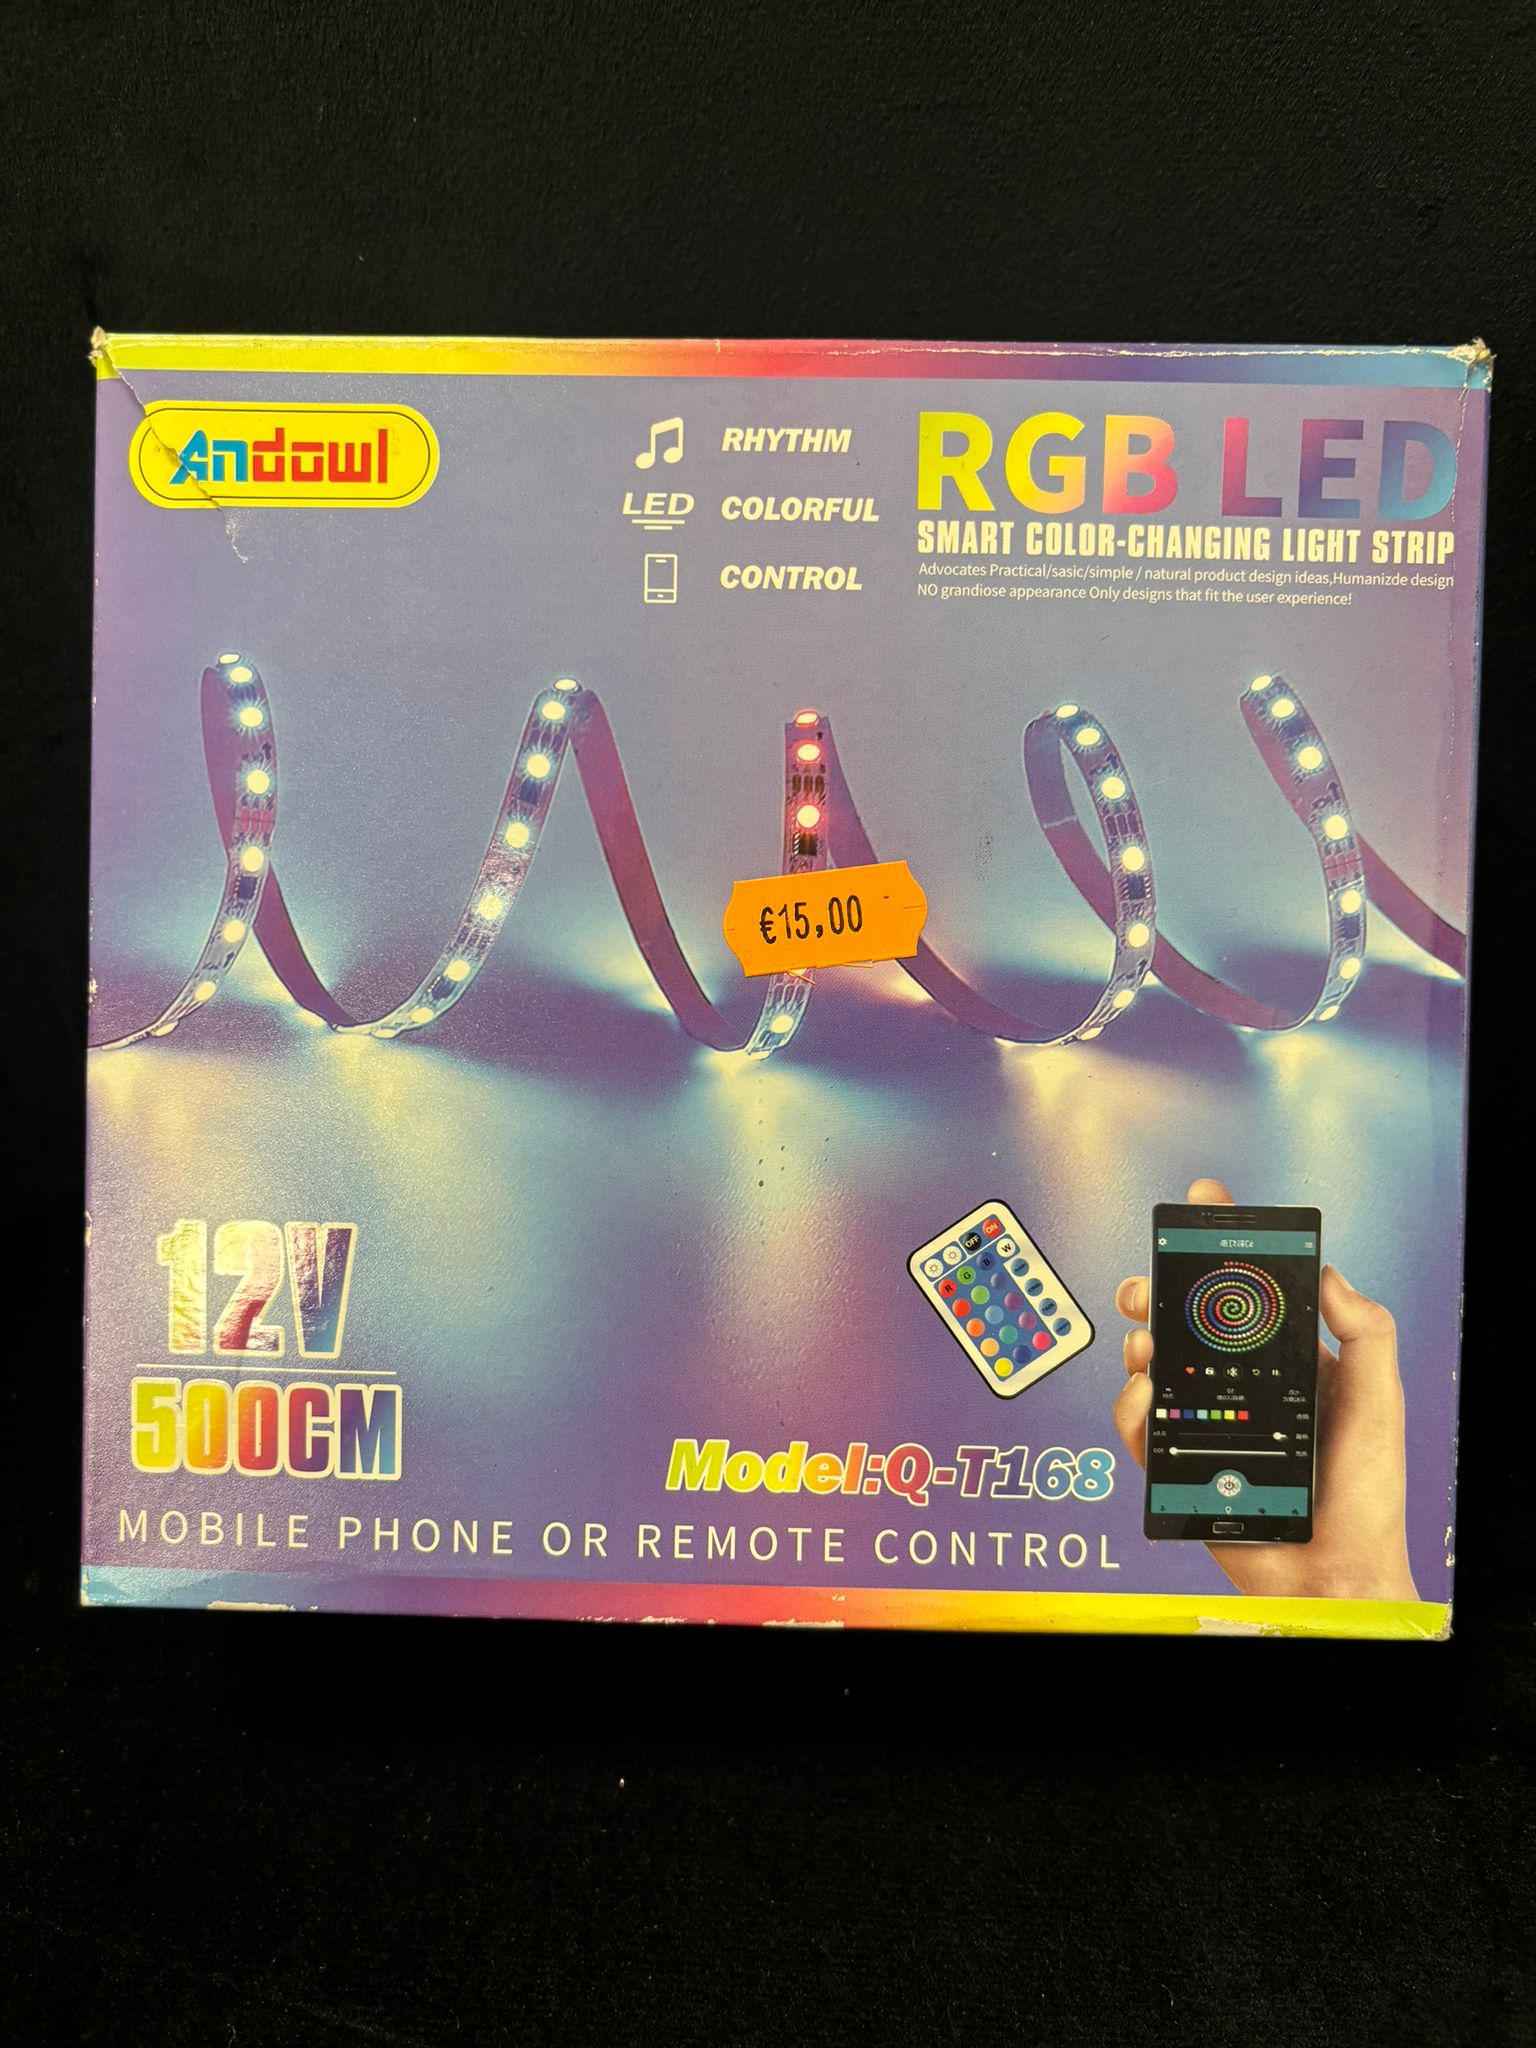 Andowl
RHYTHM
LED COLORFUL
CONTROL
RGB LED
SMART COLOR-CHANGING LIGHT STRIP
Advocates Practical/sasic/simple / natural product design ideas,Humanizde design
NO grandiose appearance Only designs that fit the user experience!
€15,00
12V
500CM
OFF ON
R G B W
Model:Q-T168
MOBILE PHONE OR REMOTE CONTROL